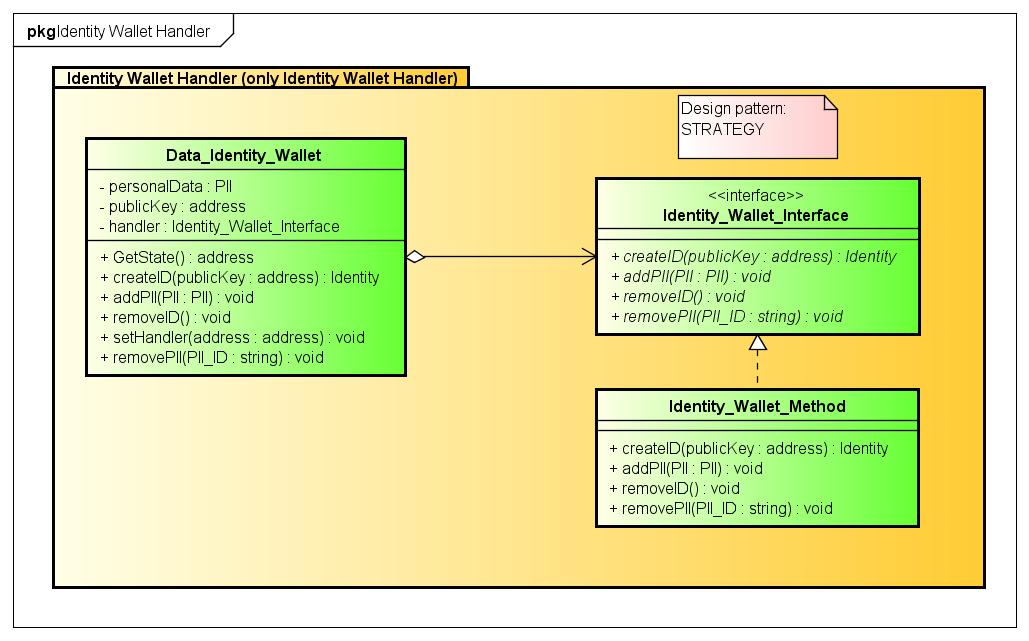 pkgIdentity Wallet Handler
Identity Wallet Handler (only Identity Wallet Handler)
Design pattern:
STRATEGY
Data_Identity_Wallet
- personalData : PII
- publicKey : address
- handler : Identity_Wallet_Interface
+ GetState() : address
+ createID(publicKey : address) : Identity
+ addPII(PII : PII) : void
+ removeID() : void
+ setHandler(address : address) : void
+ removePII(PII_ID : string) : void
<<interface>>
Identity_Wallet_Interface
+ createID(publicKey : address) : Identity
+ addPII(PII : PII) : void
+ removeID() : void
+ removePII(PII_ID : string) : void
Identity_Wallet_Method
+ createID(publicKey : address) : Identity
+ addPII(PII : PII) : void
+ removeID() : void
+ removePII(PII_ID : string) : void